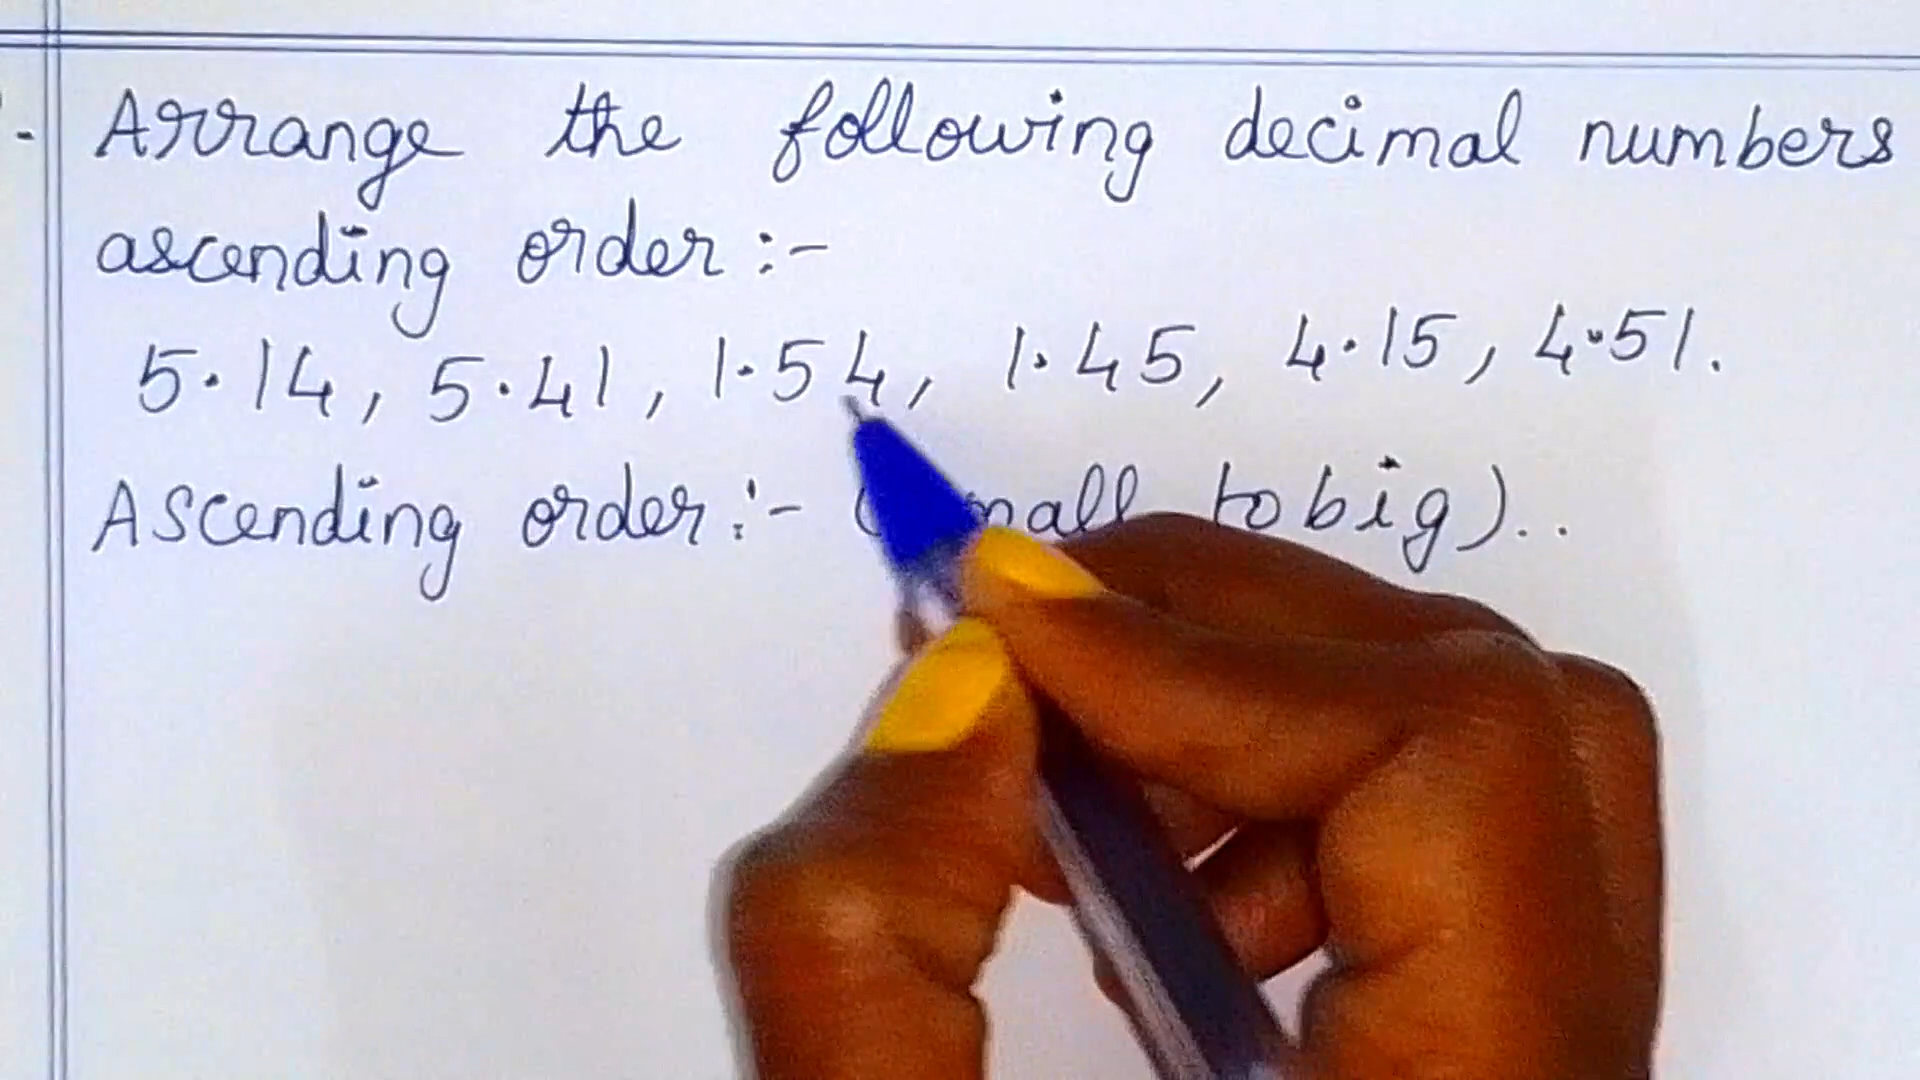 Arrange the following decimal numbers
ascending order :-
5.14, 5.41, 1.54, 1.45, 4.15, 4.51.
Ascending order :- to big)..